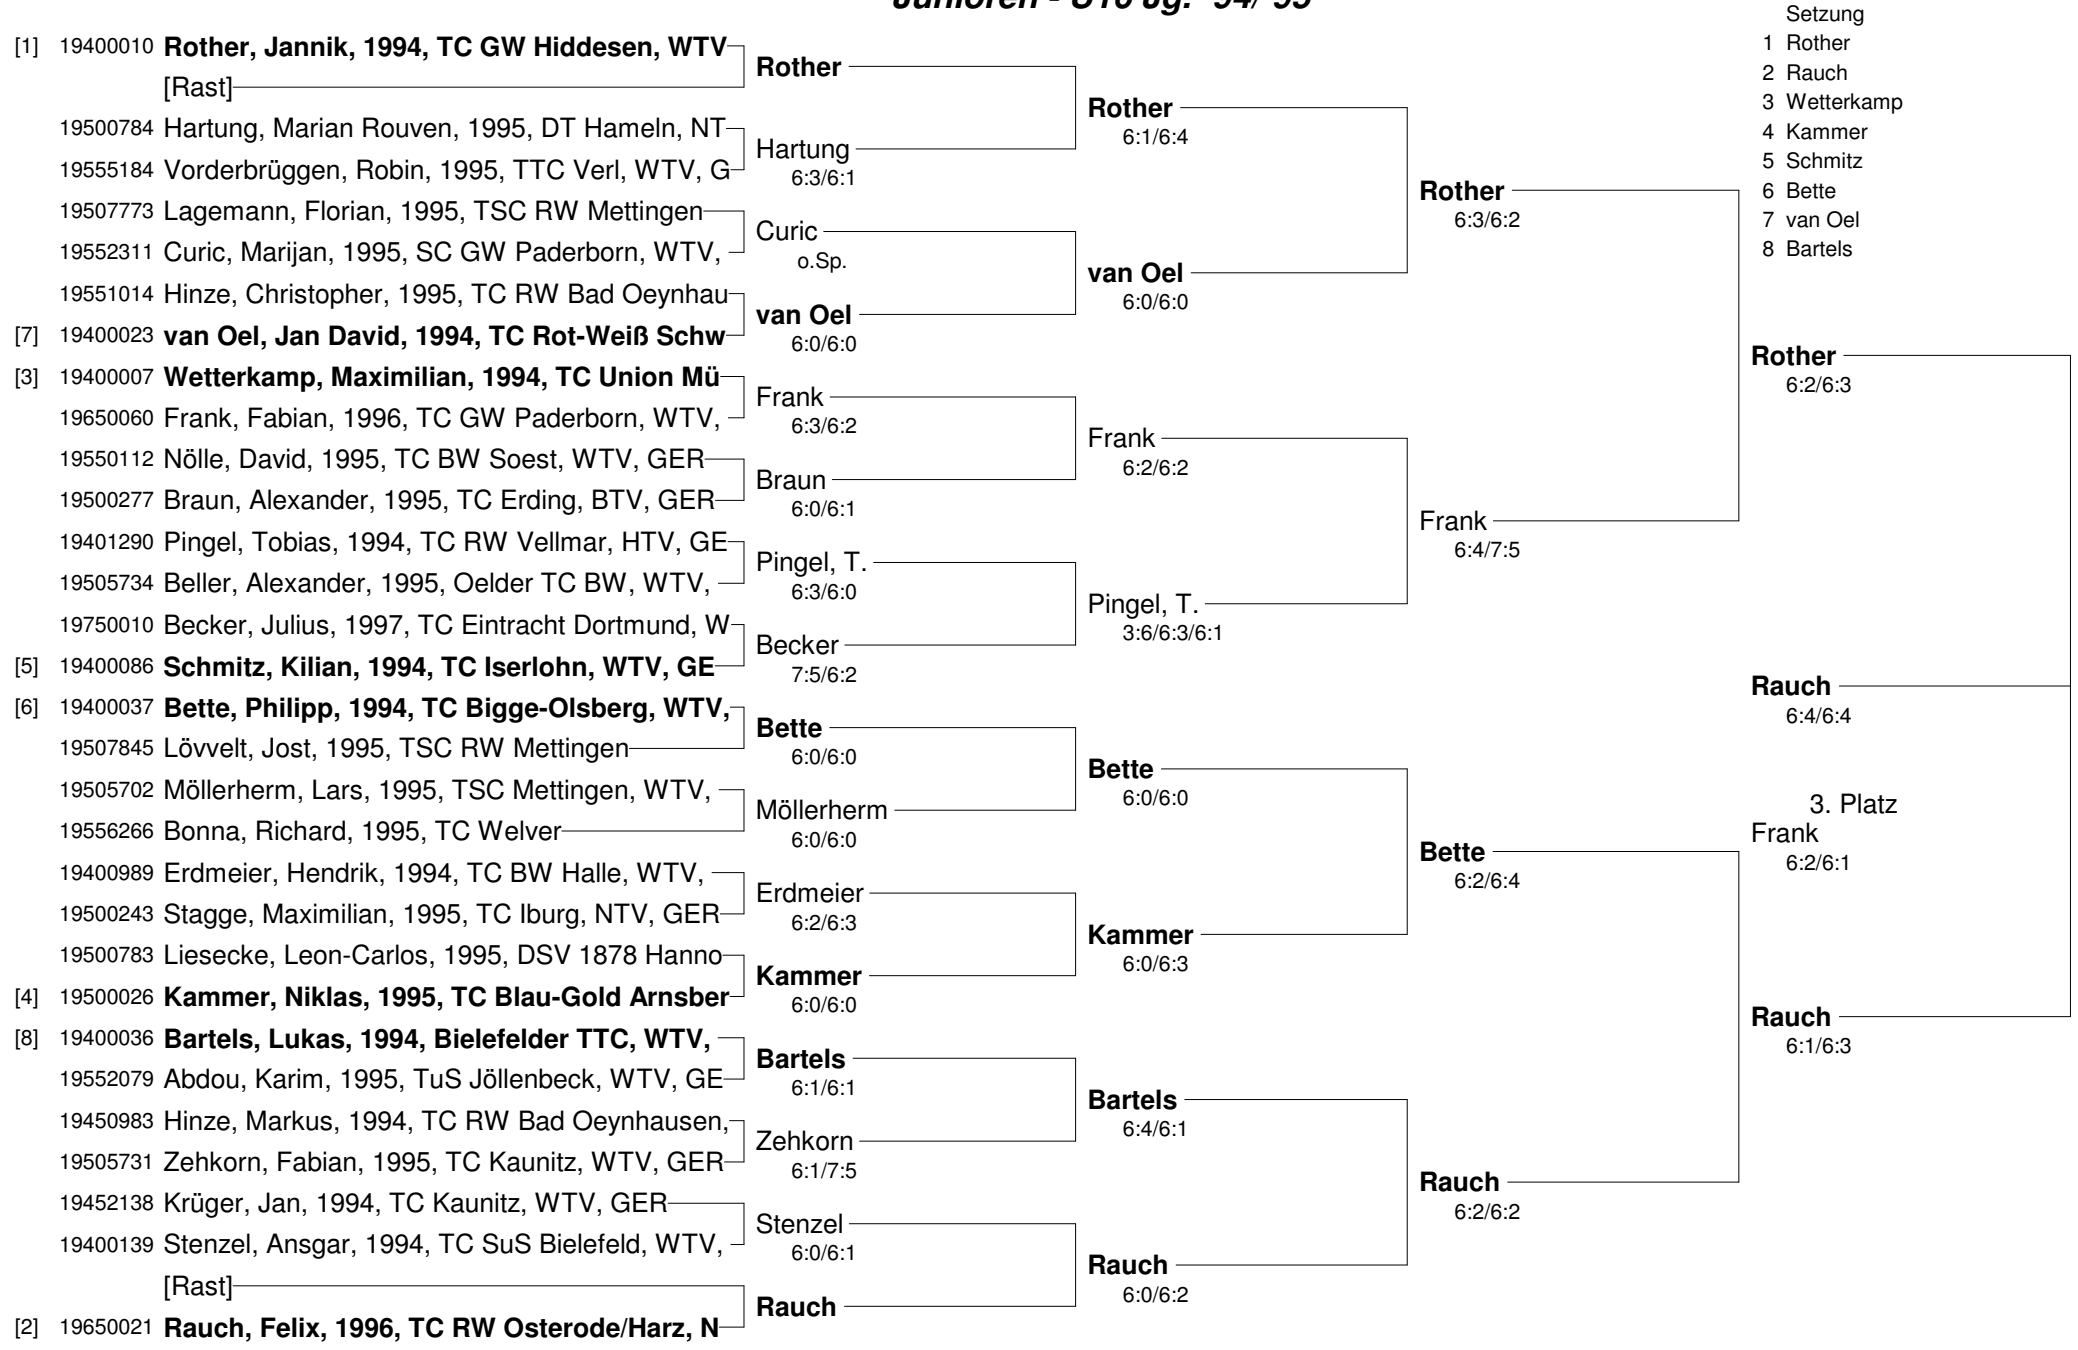 Junioren - U16 Jg. '94/'95
Setzung
1 Rother
2 Rauch
3 Wetterkamp
4 Kammer
5 Schmitz
6 Bette
7 van Oel
8 Bartels
[1] 19400010 Rother, Jannik, 1994, TC GW Hiddesen, WTV
[Rast]
19500784 Hartung, Marian Rouven, 1995, DT Hameln, NT
19555184 Vorderbrüggen, Robin, 1995, TTC Verl, WTV, G
19507773 Lagemann, Florian, 1995, TSC RW Mettingen
19552311 Curic, Marijan, 1995, SC GW Paderborn, WTV,
19551014 Hinze, Christopher, 1995, TC RW Bad Oeynhau
[7] 19400023 van Oel, Jan David, 1994, TC Rot-Weiß Schw
[3] 19400007 Wetterkamp, Maximilian, 1994, TC Union Mü
19650060 Frank, Fabian, 1996, TC GW Paderborn, WTV,
19550112 Nölle, David, 1995, TC BW Soest, WTV, GER
19500277 Braun, Alexander, 1995, TC Erding, BTV, GER
19401290 Pingel, Tobias, 1994, TC RW Vellmar, HTV, GE
19505734 Beller, Alexander, 1995, Oelder TC BW, WTV,
19750010 Becker, Julius, 1997, TC Eintracht Dortmund, W
[5] 19400086 Schmitz, Kilian, 1994, TC Iserlohn, WTV, GE
[6] 19400037 Bette, Philipp, 1994, TC Bigge-Olsberg, WTV,
19507845 Lövvelt, Jost, 1995, TSC RW Mettingen
19505702 Möllerherm, Lars, 1995, TSC Mettingen, WTV,
19556266 Bonna, Richard, 1995, TC Welver
19400989 Erdmeier, Hendrik, 1994, TC BW Halle, WTV,
19500243 Stagge, Maximilian, 1995, TC Iburg, NTV, GER
19500783 Liesecke, Leon-Carlos, 1995, DSV 1878 Hanno
[4] 19500026 Kammer, Niklas, 1995, TC Blau-Gold Arnsber
[8] 19400036 Bartels, Lukas, 1994, Bielefelder TTC, WTV,
19552079 Abdou, Karim, 1995, TuS Jöllenbeck, WTV, GE
19450983 Hinze, Markus, 1994, TC RW Bad Oeynhausen,
19505731 Zehkorn, Fabian, 1995, TC Kaunitz, WTV, GER
19452138 Krüger, Jan, 1994, TC Kaunitz, WTV, GER
19400139 Stenzel, Ansgar, 1994, TC SuS Bielefeld, WTV,
[Rast]
[2] 19650021 Rauch, Felix, 1996, TC RW Osterode/Harz, N
Rother
Hartung
6:3/6:1
Curic
o.Sp.
van Oel
6:0/6:0
Frank
6:3/6:2
Braun
6:0/6:1
Pingel, T.
6:3/6:0
Becker
7:5/6:2
Bette
6:0/6:0
Möllerherm
6:0/6:0
Erdmeier
6:2/6:3
Kammer
6:0/6:0
Bartels
6:1/6:1
Zehkorn
6:1/7:5
Stenzel
6:0/6:1
Rauch
Rother
6:1/6:4
van Oel
6:0/6:0
Frank
6:2/6:2
Pingel, T.
3:6/6:3/6:1
Bette
6:0/6:0
Kammer
6:0/6:3
Bartels
6:4/6:1
Rauch
6:0/6:2
Rother
6:3/6:2
Frank
6:4/7:5
Bette
6:2/6:4
Rauch
6:2/6:2
Rother
6:2/6:3
Rauch
6:4/6:4
3. Platz
Frank
6:2/6:1
Rauch
6:1/6:3